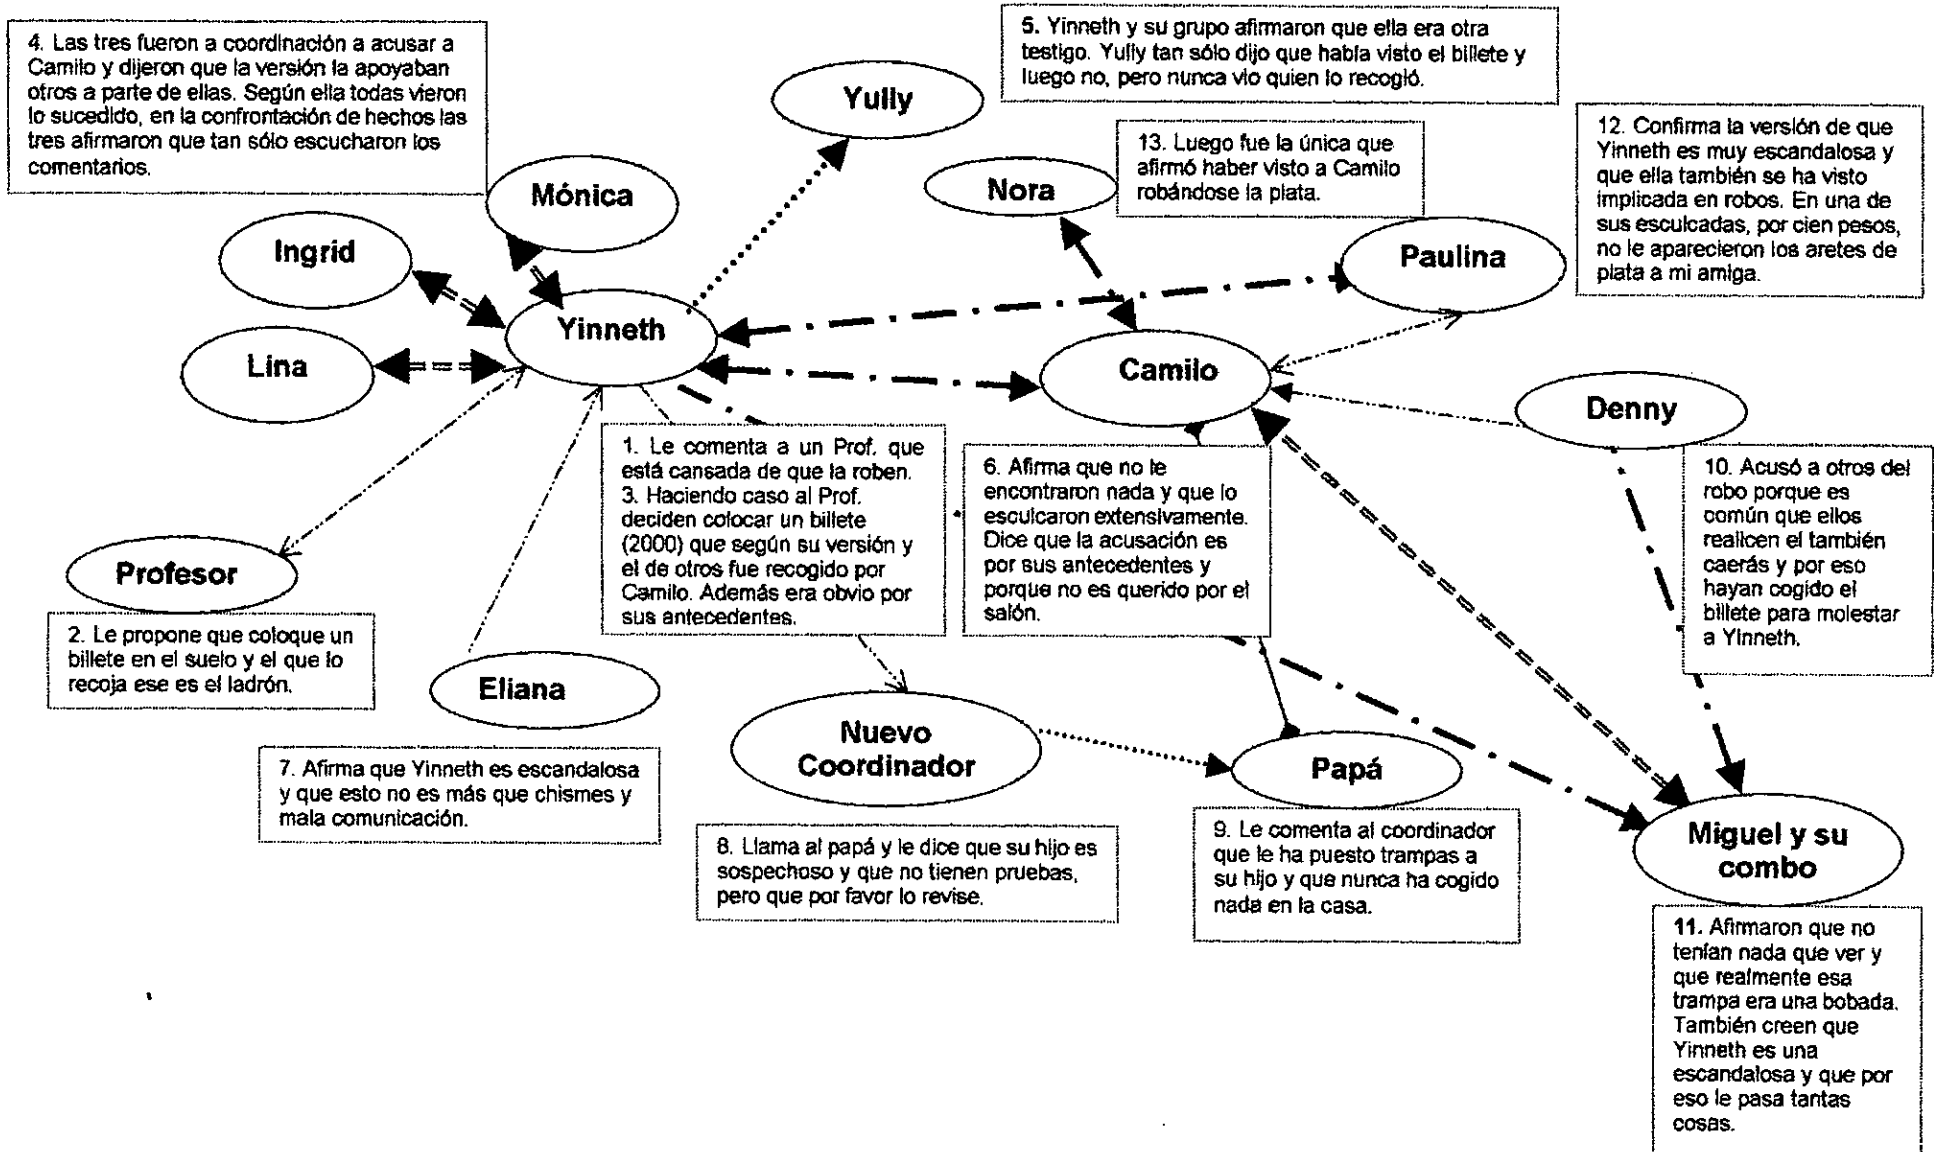 4. Las tres fueron a coordinación a acusar a
Camilo y dijeron que la versión la apoyaban
otros a parte de ellas. Según ella todas vieron
lo sucedido, en la confrontación de hechos las
tres afirmaron que tan sólo escucharon los
comentarios.
5. Yinneth y su grupo afirmaron que ella era otra
testigo. Yully tan sólo dijo que había visto el billete y
luego no, pero nunca vio quien lo recogió.
Yully
13. Luego fue la única que
afirmó haber visto a Camilo
robándose la plata.
12. Confirma la versión de que
Yinneth es muy escandalosa y
que ella también se ha visto
implicada en robos. En una de
sus esculcadas, por cien pesos,
no le aparecieron los aretes de
plata a mi amiga.
Mónica
Nora
Ingrid
Paulina
Yinneth
Lina
Camilo
Denny
1. Le comenta a un Prof. que
está cansada de que la roben.
3. Haciendo caso al Prof.
deciden colocar un billete
(2000) que según su versión y
el de otros fue recogido por
Camilo. Además era obvio por
sus antecedentes.
6. Afirma que no le
encontraron nada y que lo
esculcaron extensivamente.
Dice que la acusación es
por sus antecedentes y
porque no es querido por el
salón.
10. Acusó a otros del
robo porque es
común que ellos
realicen el también
caerás y por eso
hayan cogido el
billete para molestar
a Yinneth.
Profesor
2. Le propone que coloque un
billete en el suelo y el que lo
recoja ese es el ladrón.
Eliana
7. Afirma que Yinneth es escandalosa
y que esto no es más que chismes y
mala comunicación.
Nuevo
Coordinador
8. Llama al papá y le dice que su hijo es
sospechoso y que no tienen pruebas,
pero que por favor lo revise.
Papá
9. Le comenta al coordinador
que le ha puesto trampas a
su hijo y que nunca ha cogido
nada en la casa.
Miguel y su
combo
11. Afirmaron que no
tenían nada que ver y
que realmente esa
trampa era una bobada.
También creen que
Yinneth es una
escandalosa y que por
eso le pasa tantas
cosas.